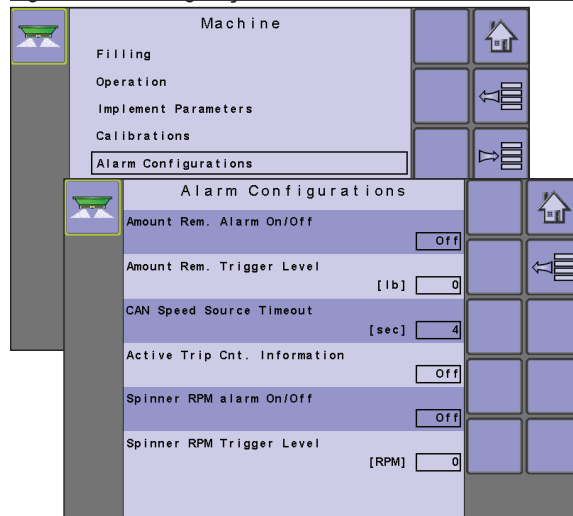 Machine
Filling
Operation
Implement Parameters
Calibrations
Alarm Configurations
Alarm Configurations
Amount Rem. Alarm On/Off
Off
Amount Rem. Trigger Level
[lb] 0
CAN Speed Source Timeout
[sec] 4
Active Trip Cnt. Information
Off
Spinner RPM alarm On/Off
Off
Spinner RPM Trigger Level
[RPM] 0